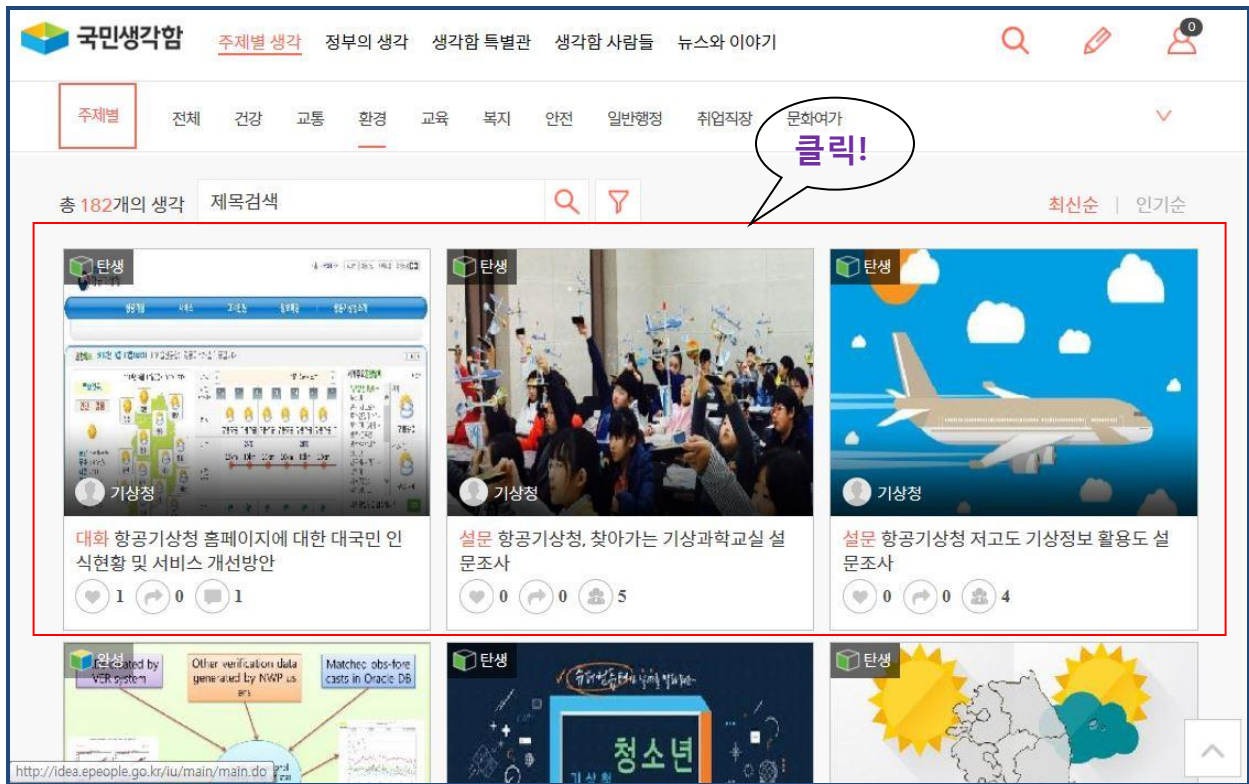 국민생각함 주제별 생각 정부의 생각 생각함 특별관 생각함 사람들 뉴스와 이야기 0
주제별 전체 건강 교통 환경 교육 복지 안전 일반행정 취업직장 문화여가
클릭!
총 182개의 생각 제목검색 최신순 | 인기순
탄생 탄생 탄생
기상청 기상청 기상청
대화 항공기상청 홈페이지에 대한 대국민 인
식현황 및 서비스 개선방안
1 0 1
설문 항공기상청, 찾아가는 기상과학교실 설
문조사
0 0 5
설문 항공기상청 저고도 기상정보 활용도 설
문조사
0 0 4
완성 탄생 탄생
VER system
Other verification data
generated by NWP us
ers
Matched obs-fore
casts in Oracle DB
청소년
기상청
http://idea.epeople.go.kr/iu/main/main.do